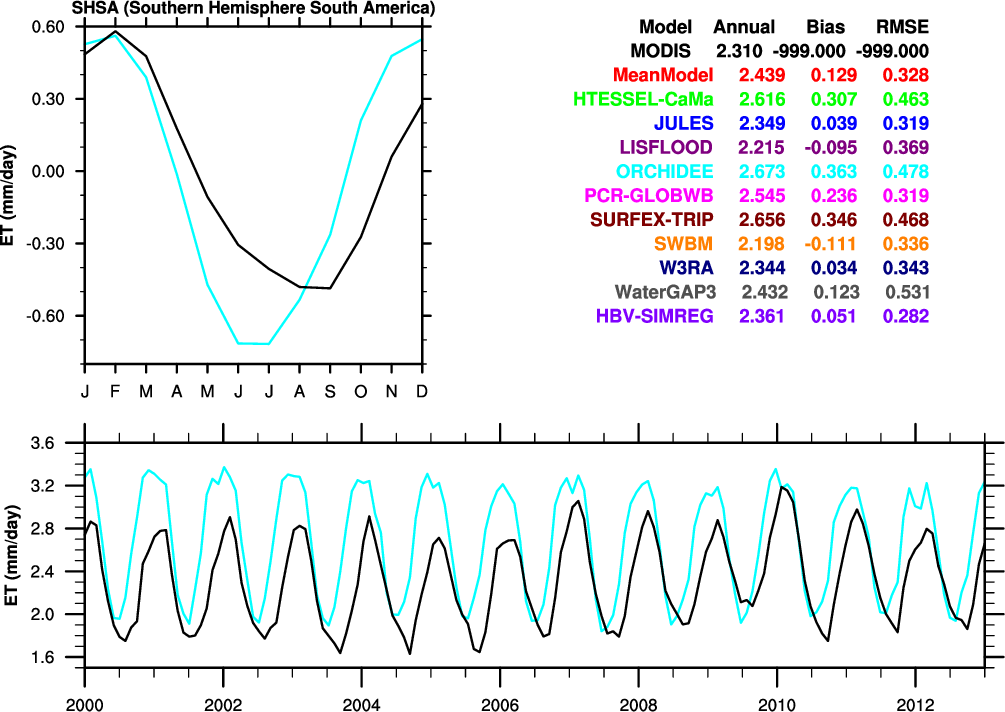 SHSA (Southern Hemisphere South America)
0.60
0.30
0.00
-0.30
-0.60
ET (mm/day)
J F M A M J J A S O N D
Model Annual Bias RMSE
MODIS 2.310 -999.000 -999.000
MeanModel 2.439 0.129 0.328
HTESSEL-CaMa 2.616 0.307 0.463
JULES 2.349 0.039 0.319
LISFLOOD 2.215 -0.095 0.369
ORCHIDEE 2.673 0.363 0.478
PCR-GLOBWB 2.545 0.236 0.319
SURFEX-TRIP 2.656 0.346 0.468
SWBM 2.198 -0.111 0.336
W3RA 2.344 0.034 0.343
WaterGAP3 2.432 0.123 0.531
HBV-SIMREG 2.361 0.051 0.282
3.6
3.2
2.8
2.4
2.0
1.6
ET (mm/day)
2000 2002 2004 2006 2008 2010 2012